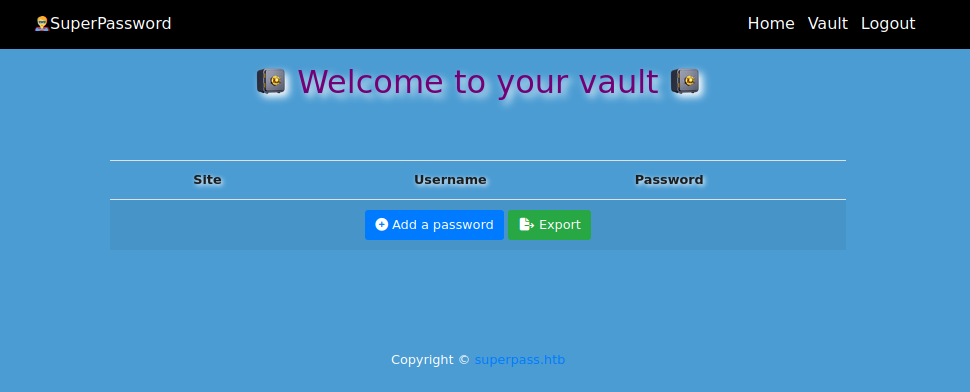 SuperPassword Home Vault Logout
Welcome to your vault
Site Username Password
Add a password Export
Copyright © superpass.htb